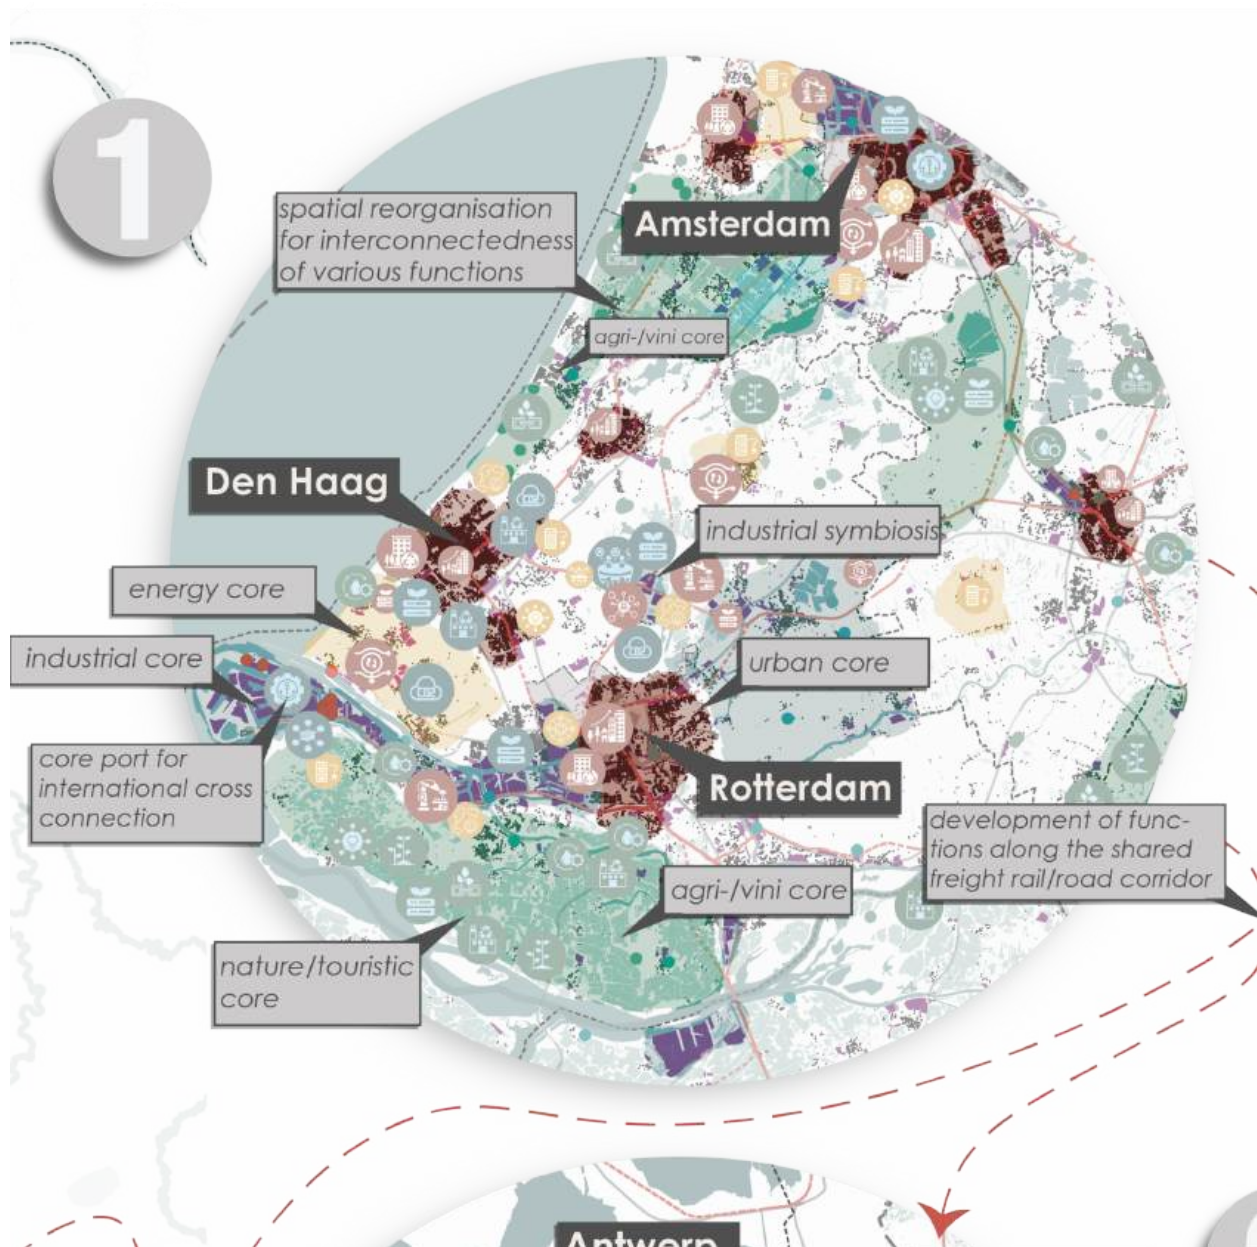 1
spatial reorganisation
for interconnectedness
of various functions
Amsterdam
agri-/vini core
Den Haag
industrial symbiosis
energy core
industrial core
urban core
core port for
international cross
connection
Rotterdam
development of func-
tions along the shared
freight rail/road corridor
agri-/vini core
nature/touristic
core
Antwerp